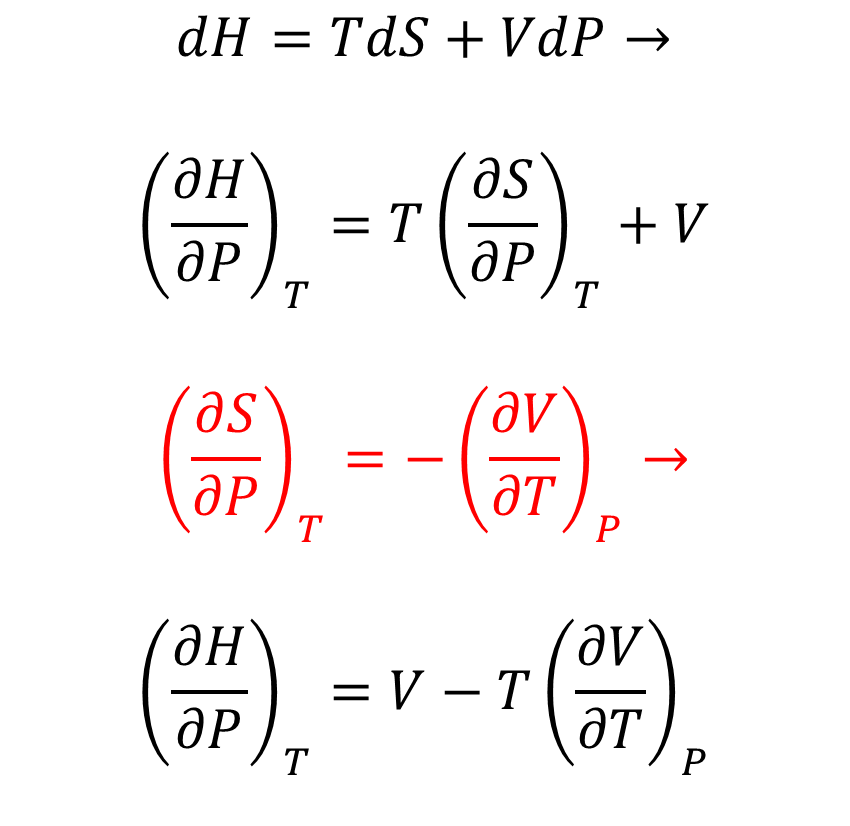 dH = TdS + VdP →
(∂H/∂P)_T = T(∂S/∂P)_T + V
(∂S/∂P)_T = −(∂V/∂T)_P →
(∂H/∂P)_T = V − T(∂V/∂T)_P